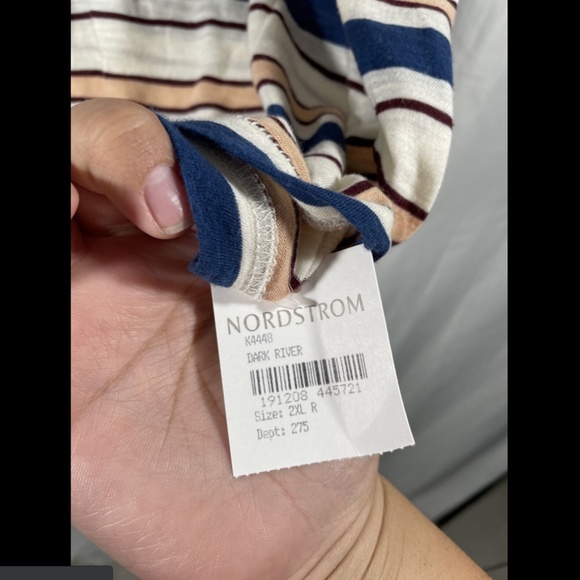 NORDSTROM
K4448
DARK RIVER
191208 445721
Size: 2XL R
Dept: 275